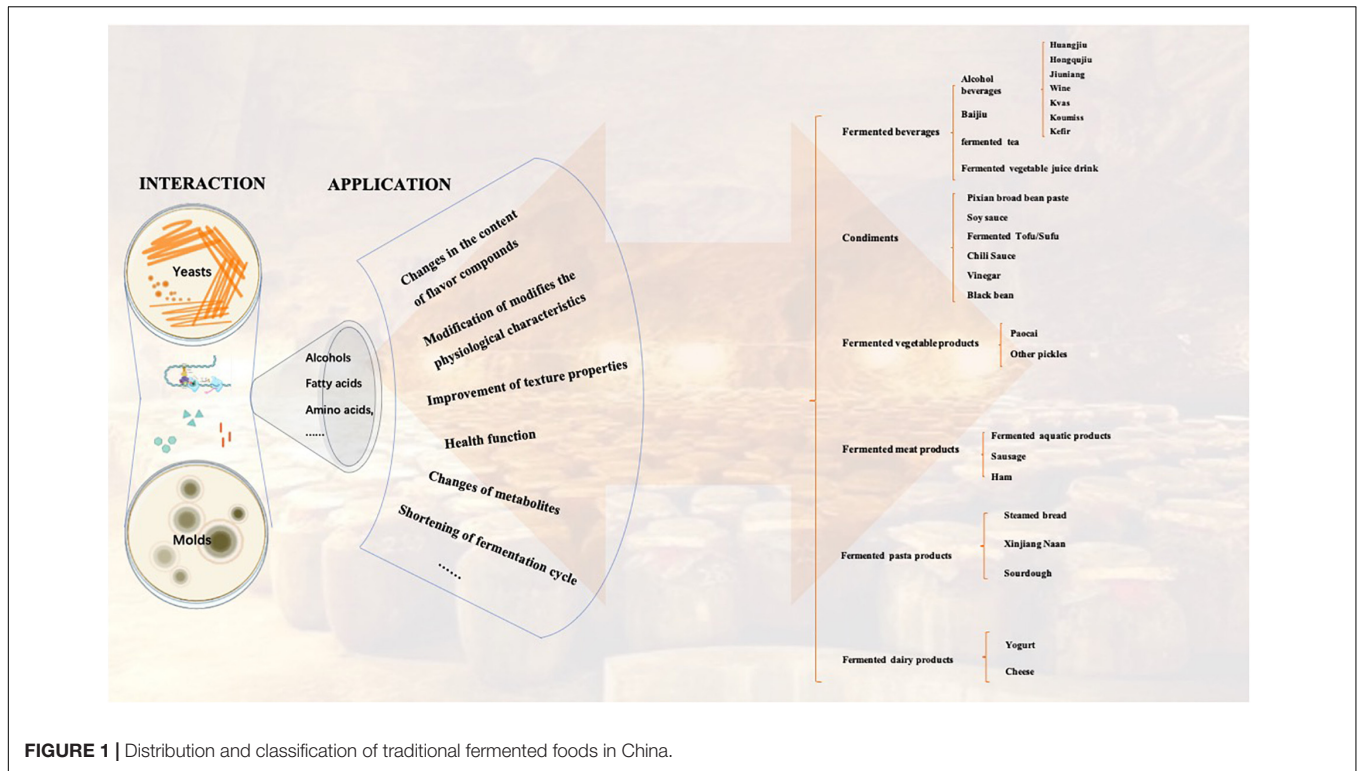 INTERACTION
Yeasts
Molds
APPLICATION
Alcohols
Fatty acids
Amino acids,
......
Changes in the content
of flavor compounds
Modification of modifies the
physiological characteristics
Improvement of texture properties
Health function
Changes of metabolites
Shortening of fermentation cycle
......
Fermented beverages
Alcohol
beverages
Huangjiu
Hongqujiu
Jiuniang
Wine
Kvas
Koumiss
Kefir
Baijiu
fermented tea
Fermented vegetable juice drink
Condiments
Pixian broad bean paste
Soy sauce
Fermented Tofu/Sufu
Chili Sauce
Vinegar
Black bean
Fermented vegetable products
Paocai
Other pickles
Fermented meat products
Fermented aquatic products
Sausage
Ham
Fermented pasta products
Steamed bread
Xinjiang Naan
Sourdough
Fermented dairy products
Yogurt
Cheese
FIGURE 1 | Distribution and classification of traditional fermented foods in China.